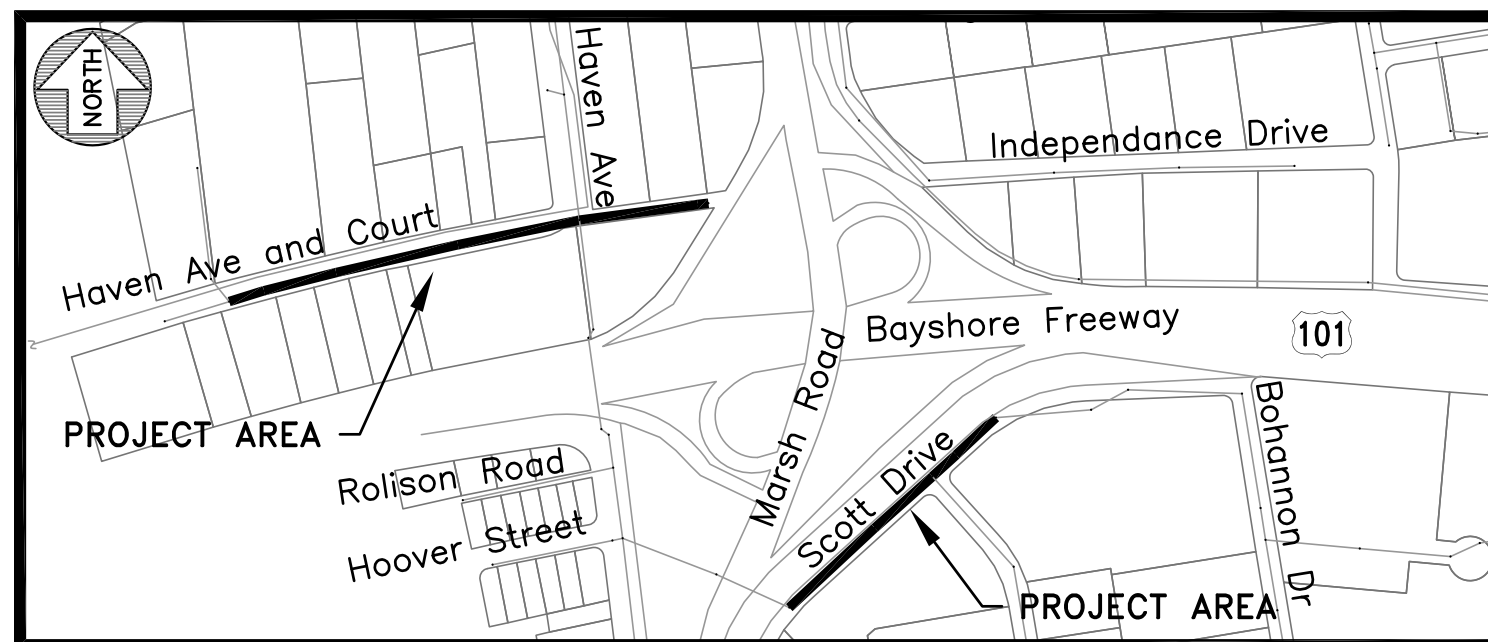 NORTH
Haven Ave
Independance Drive
Haven Ave and Court
Bayshore Freeway
101
Marsh Road
PROJECT AREA
Rolison Road
Scott Drive
Bohannon Dr
Hoover Street
PROJECT AREA